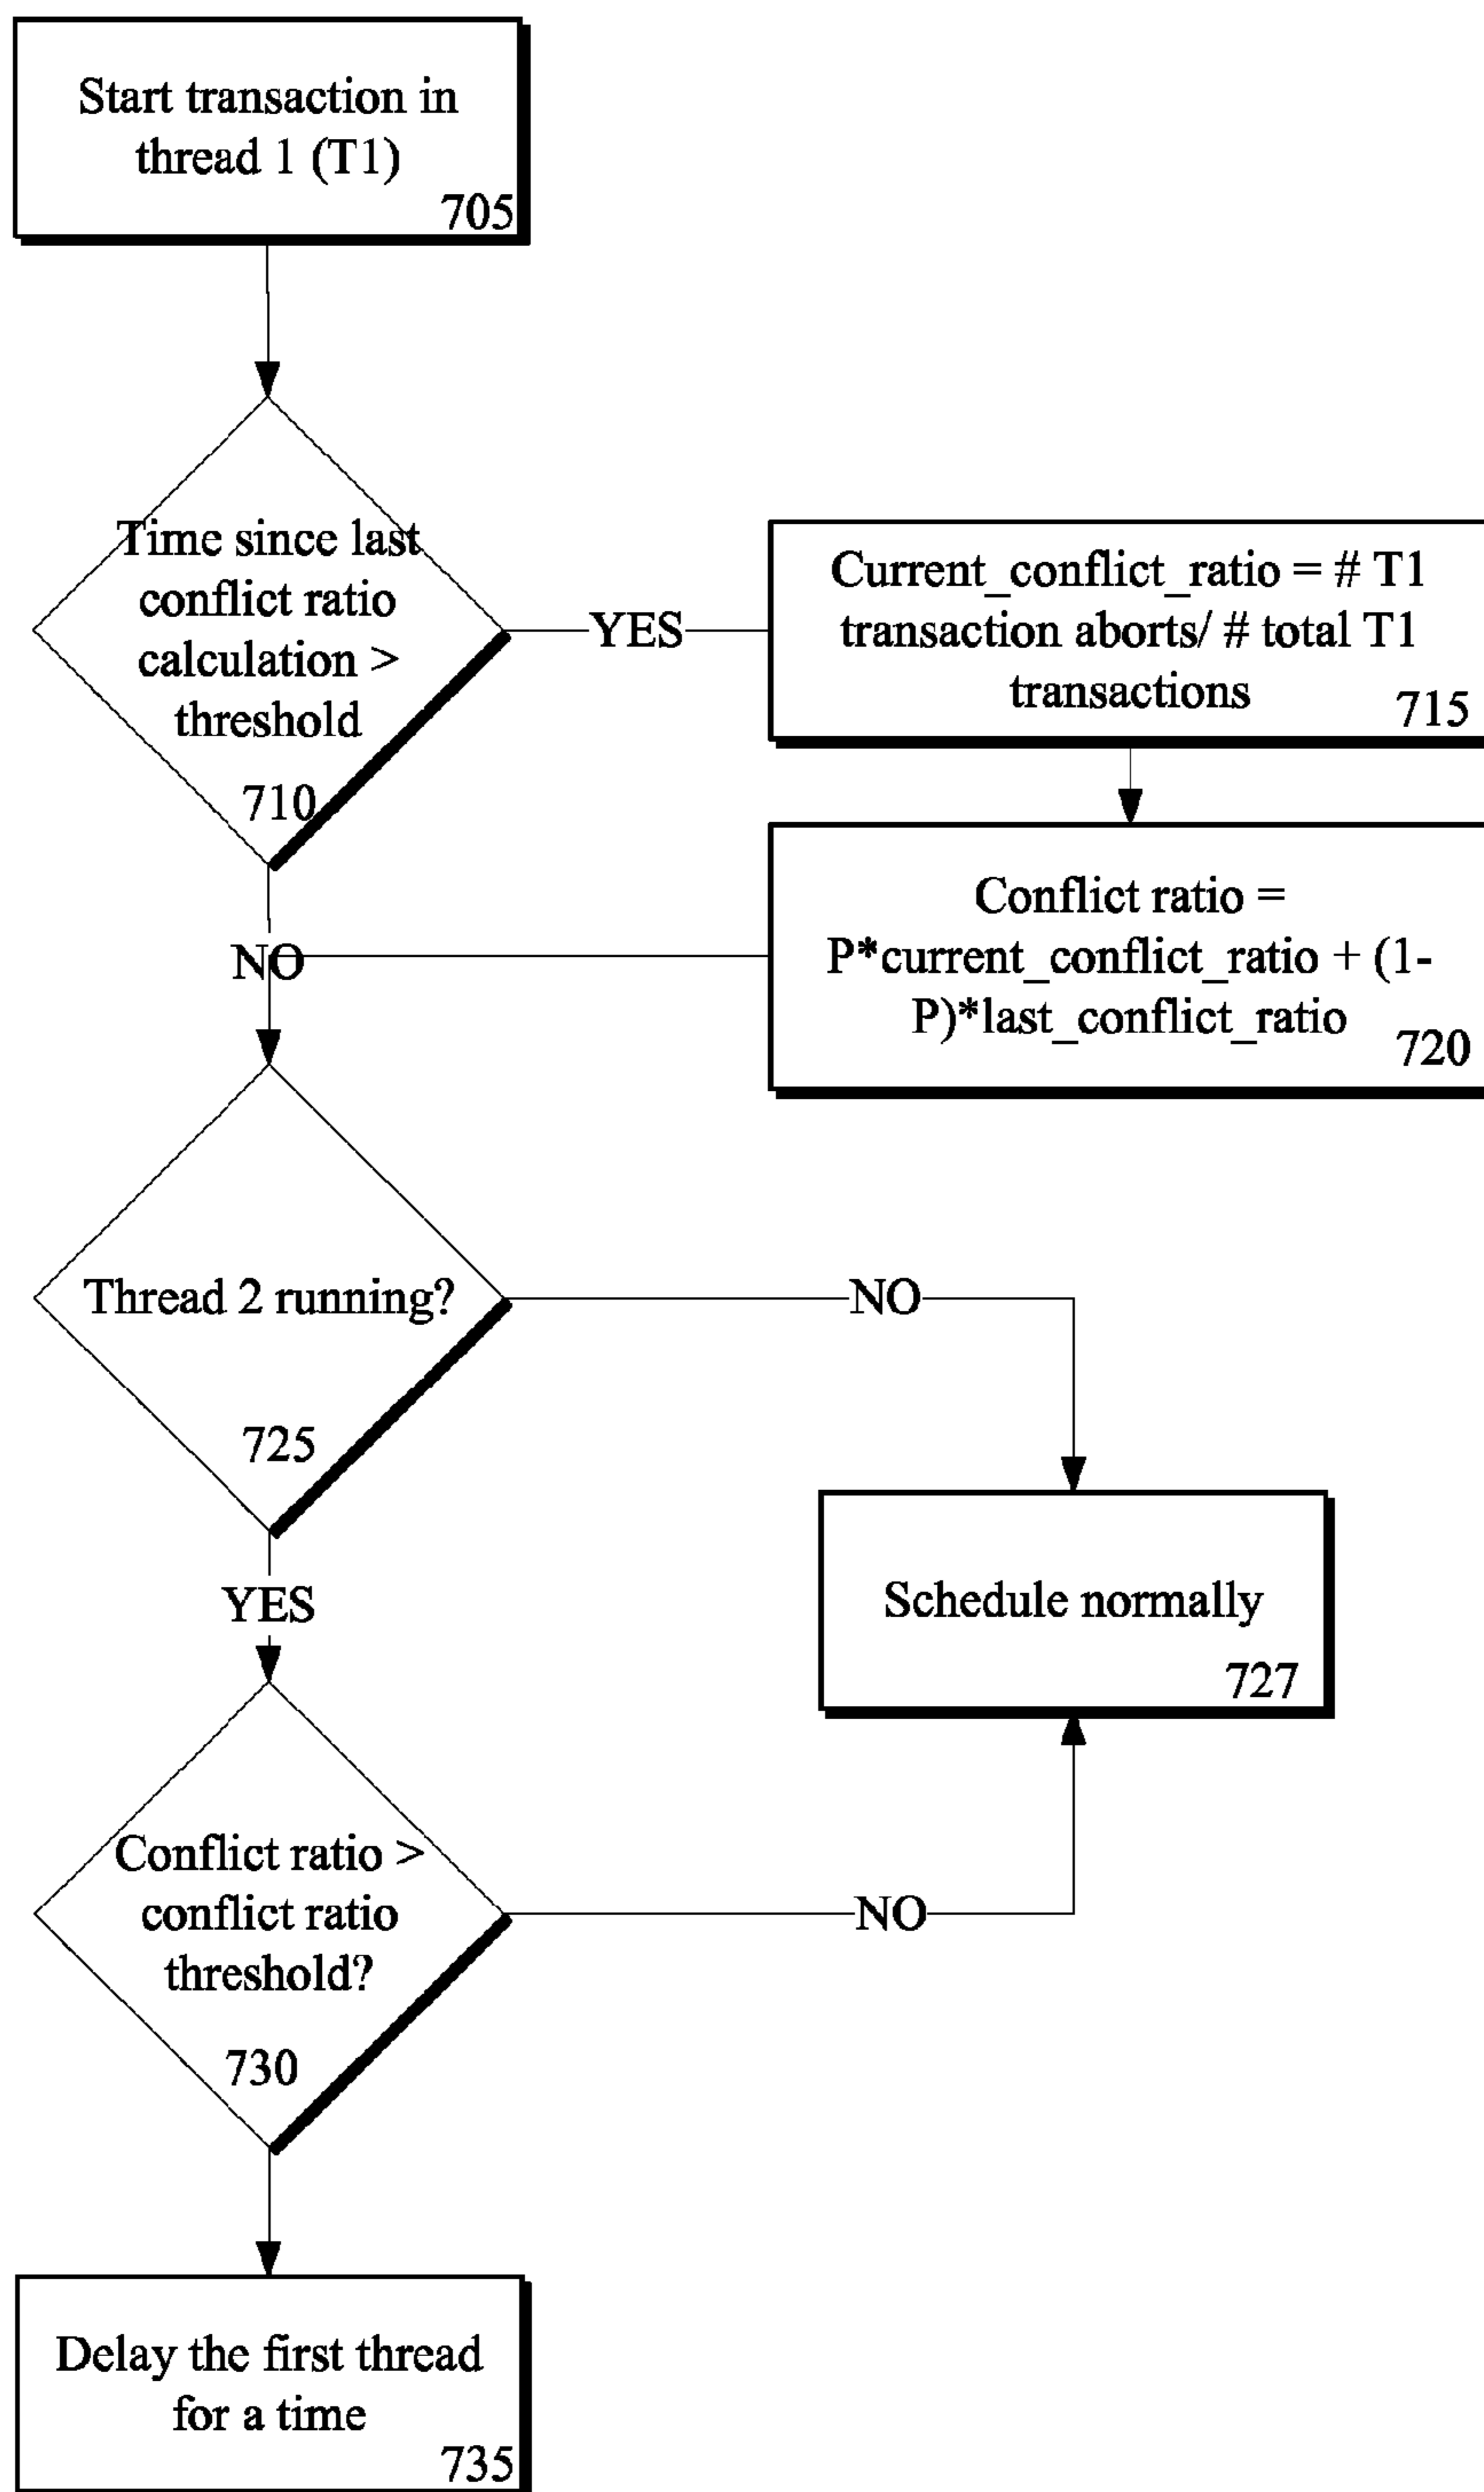 Start transaction in
thread 1 (T1)
705
Time since last
conflict ratio
calculation >
threshold
710
YES
Current_conflict_ratio = # T1
transaction aborts/ # total T1
transactions
715
Conflict ratio =
P*current_conflict_ratio + (1-
P)*last_conflict_ratio
720
NO
Thread 2 running?
725
NO
YES
Schedule normally
727
Conflict ratio >
conflict ratio
threshold?
730
NO
Delay the first thread
for a time
735